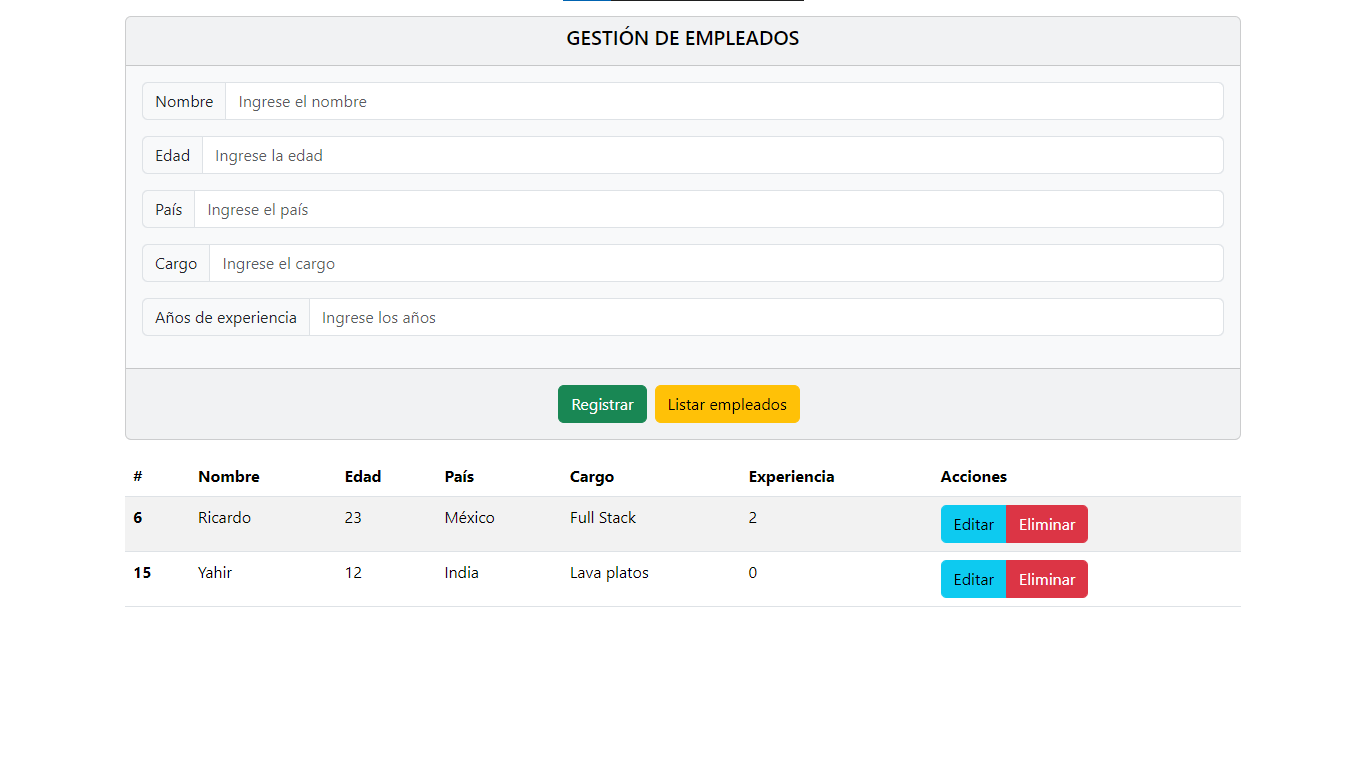 GESTIÓN DE EMPLEADOS
Nombre Ingrese el nombre
Edad Ingrese la edad
País Ingrese el país
Cargo Ingrese el cargo
Años de experiencia Ingrese los años
Registrar Listar empleados
# Nombre Edad País Cargo Experiencia Acciones
6 Ricardo 23 México Full Stack 2 Editar Eliminar
15 Yahir 12 India Lava platos 0 Editar Eliminar